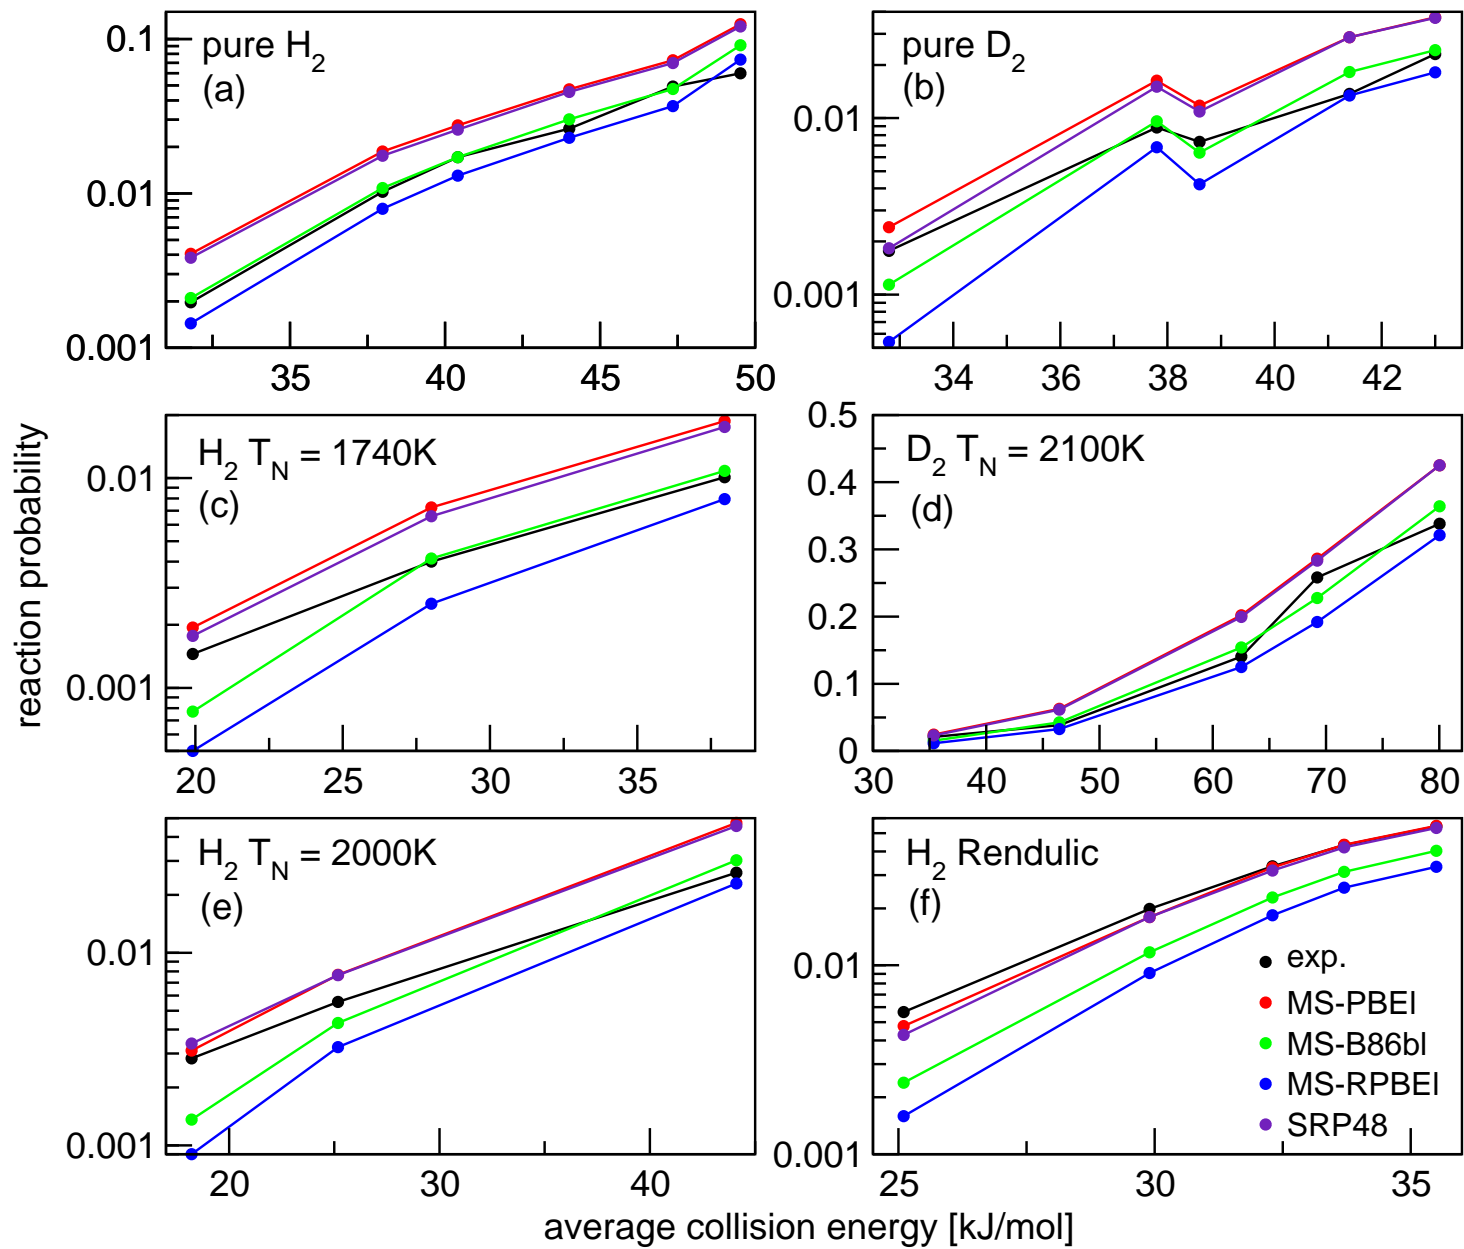 pure H2
(a)
0.1
0.01
0.001
35 40 45 50
pure D2
(b)
0.01
0.001
34 36 38 40 42
H2 TN = 1740K
(c)
0.01
0.001
20 25 30 35
D2 TN = 2100K
(d)
0.5
0.4
0.3
0.2
0.1
0
30 40 50 60 70 80
H2 TN = 2000K
(e)
0.01
0.001
20 30 40
H2 Rendulic
(f)
0.01
0.001
25 30 35
exp.
MS-PBEl
MS-B86bl
MS-RPBEl
SRP48
reaction probability
average collision energy [kJ/mol]